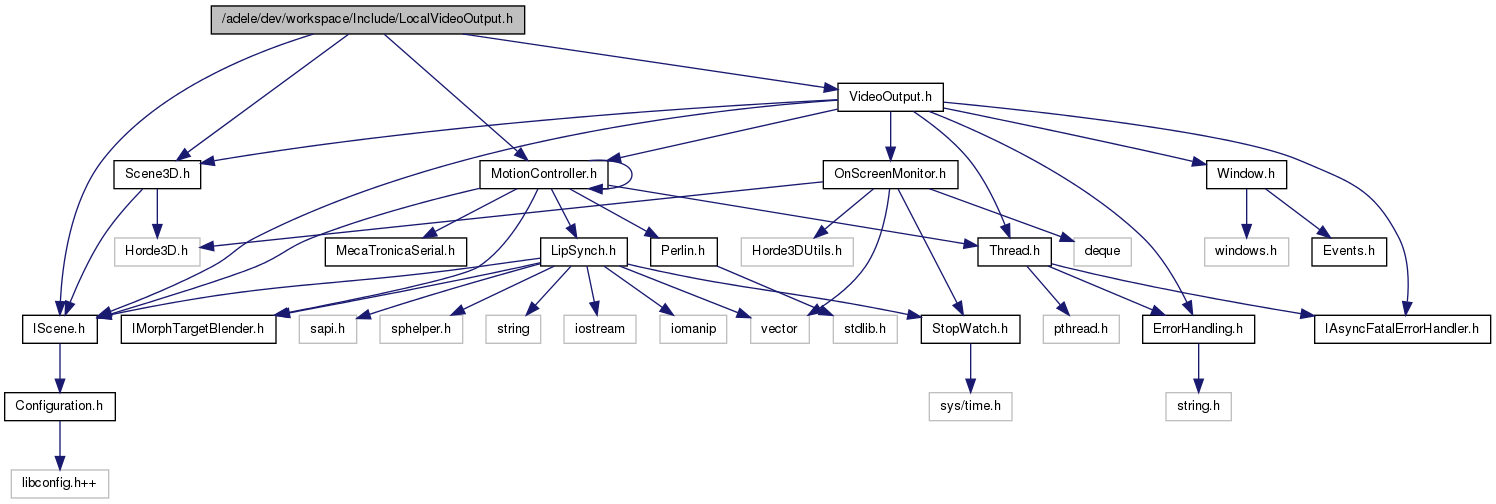 /adele/dev/workspace/Include/LocalVideoOutput.h
VideoOutput.h
Scene3D.h
MotionController.h
OnScreenMonitor.h
Window.h
Horde3D.h
MecaTronicaSerial.h
LipSynch.h
Perlin.h
Horde3DUtils.h
Thread.h
deque
windows.h
Events.h
IScene.h
IMorphTargetBlender.h
sapi.h
sphelper.h
string
iostream
iomanip
vector
stdlib.h
StopWatch.h
pthread.h
ErrorHandling.h
IAsyncFatalErrorHandler.h
Configuration.h
sys/time.h
string.h
libconfig.h++